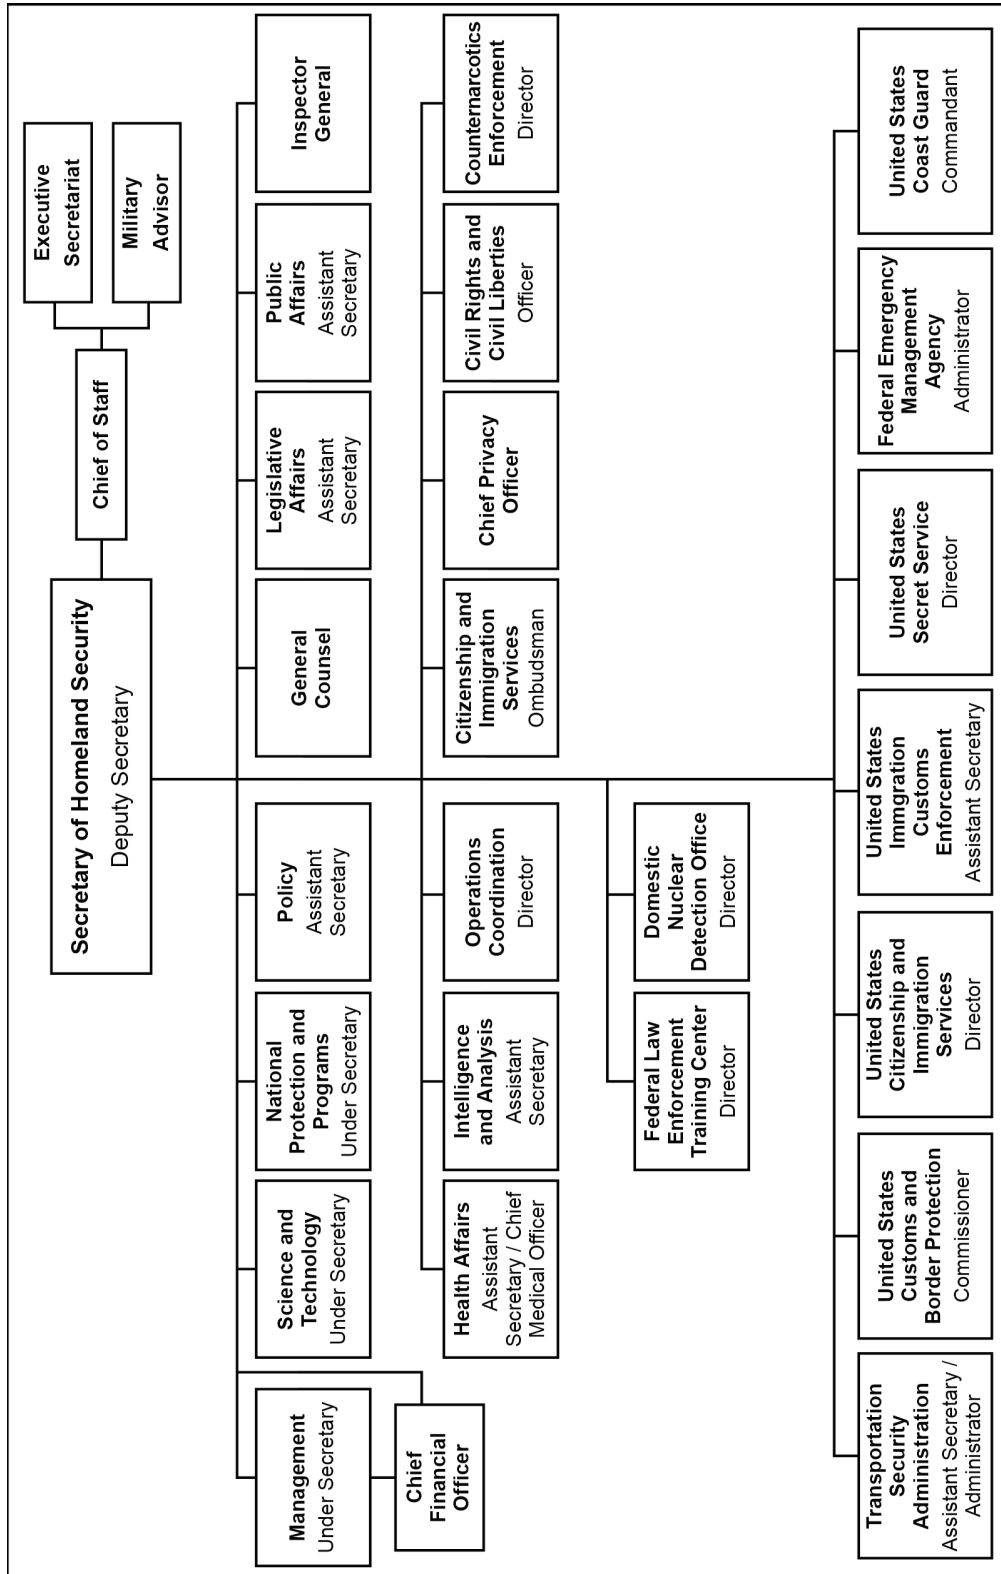 Secretary of Homeland Security
Deputy Secretary
Chief of Staff
Executive
Secretariat
Military
Advisor
Management
Under Secretary
Chief
Financial
Officer
Science and
Technology
Under Secretary
National
Protection and
Programs
Under Secretary
Policy
Assistant
Secretary
General
Counsel
Legislative
Affairs
Assistant
Secretary
Public
Affairs
Assistant
Secretary
Inspector
General
Health Affairs
Assistant
Secretary / Chief
Medical Officer
Intelligence
and Analysis
Assistant
Secretary
Operations
Coordination
Director
Citizenship and
Immigration
Services
Ombudsman
Chief Privacy
Officer
Civil Rights and
Civil Liberties
Officer
Counternarcotics
Enforcement
Director
Federal Law
Enforcement
Training Center
Director
Domestic
Nuclear
Detection Office
Director
Transportation
Security
Administration
Assistant Secretary /
Administrator
United States
Customs and
Border Protection
Commissioner
United States
Citizenship and
Immigration
Services
Director
United States
Immgration
Customs
Enforcement
Assistant Secretary
United States
Secret Service
Director
Federal Emergency
Management
Agency
Administrator
United States
Coast Guard
Commandant